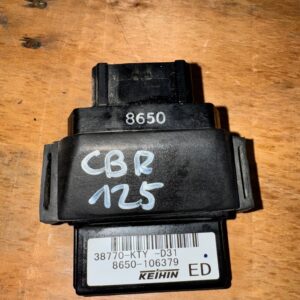 8650
CBR
125
38770-KTY -D31
8650-106379
KEIHIN ED